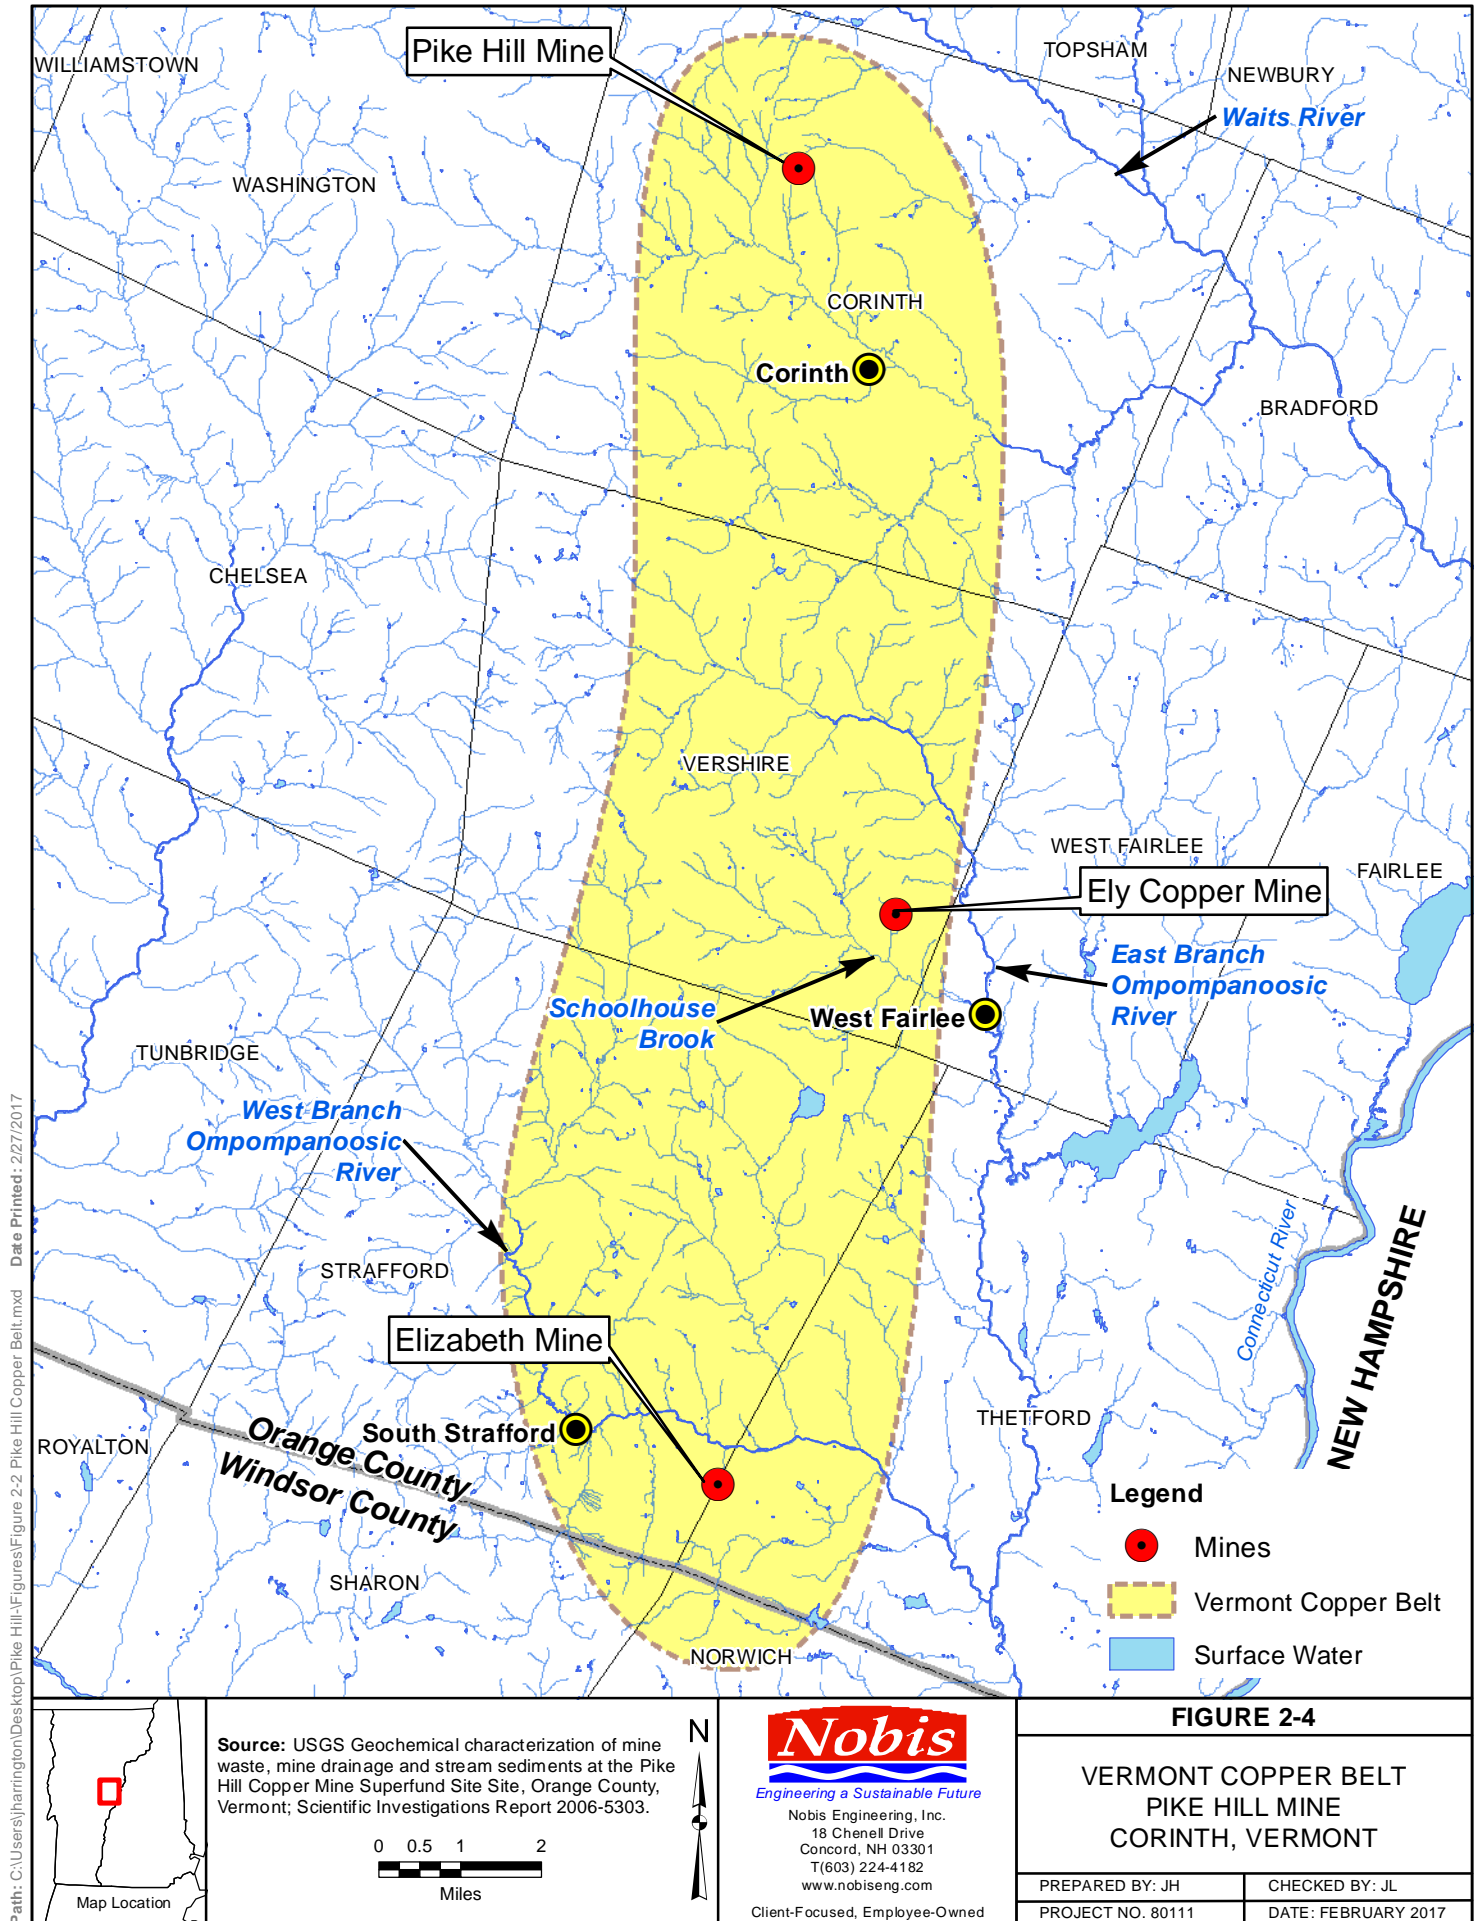 WILLIAMSTOWN
Pike Hill Mine
TOPSHAM
NEWBURY
Waits River
WASHINGTON
CORINTH
Corinth
BRADFORD
CHELSEA
VERSHIRE
WEST FAIRLEE
FAIRLEE
Ely Copper Mine
East Branch
Ompompanoosic
River
Schoolhouse
Brook
West Fairlee
TUNBRIDGE
West Branch
Ompompanoosic
River
STRAFFORD
Connecticut River
NEW HAMPSHIRE
Elizabeth Mine
South Strafford
THETFORD
ROYALTON
Orange County
Windsor County
SHARON
NORWICH
Legend
Mines
Vermont Copper Belt
Surface Water
Path: C:\Users\jharrington\Desktop\Pike Hill-\Figures\Figure 2-2 Pike Hill Copper Belt.mxd Date Printed: 2/27/2017
Map Location
Source: USGS Geochemical characterization of mine
waste, mine drainage and stream sediments at the Pike
Hill Copper Mine Superfund Site Site, Orange County,
Vermont; Scientific Investigations Report 2006-5303.
0 0.5 1 2
Miles
N
Nobis
Engineering a Sustainable Future
Nobis Engineering, Inc.
18 Chenell Drive
Concord, NH 03301
T(603) 224-4182
www.nobiseng.com
Client-Focused, Employee-Owned
FIGURE 2-4
VERMONT COPPER BELT
PIKE HILL MINE
CORINTH, VERMONT
PREPARED BY: JH
CHECKED BY: JL
PROJECT NO. 80111
DATE: FEBRUARY 2017